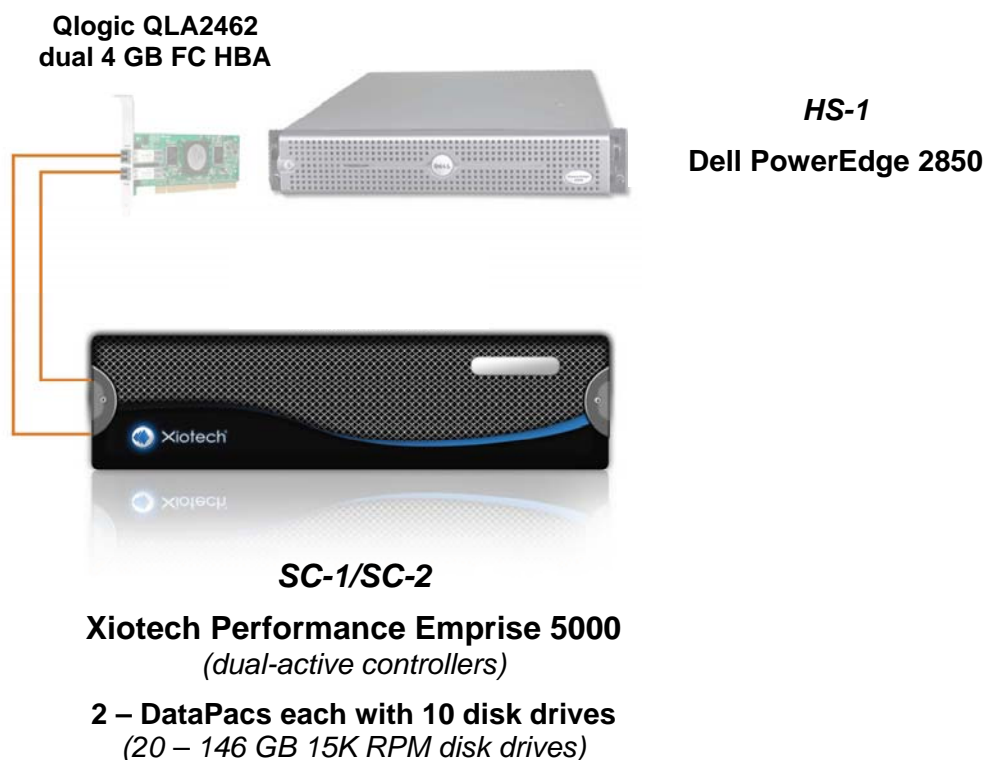 Qlogic QLA2462
dual 4 GB FC HBA
HS-1
Dell PowerEdge 2850
DELL
Xiotech
Xiotech
SC-1/SC-2
Xiotech Performance Emprise 5000
(dual-active controllers)
2 – DataPacs each with 10 disk drives
(20 – 146 GB 15K RPM disk drives)